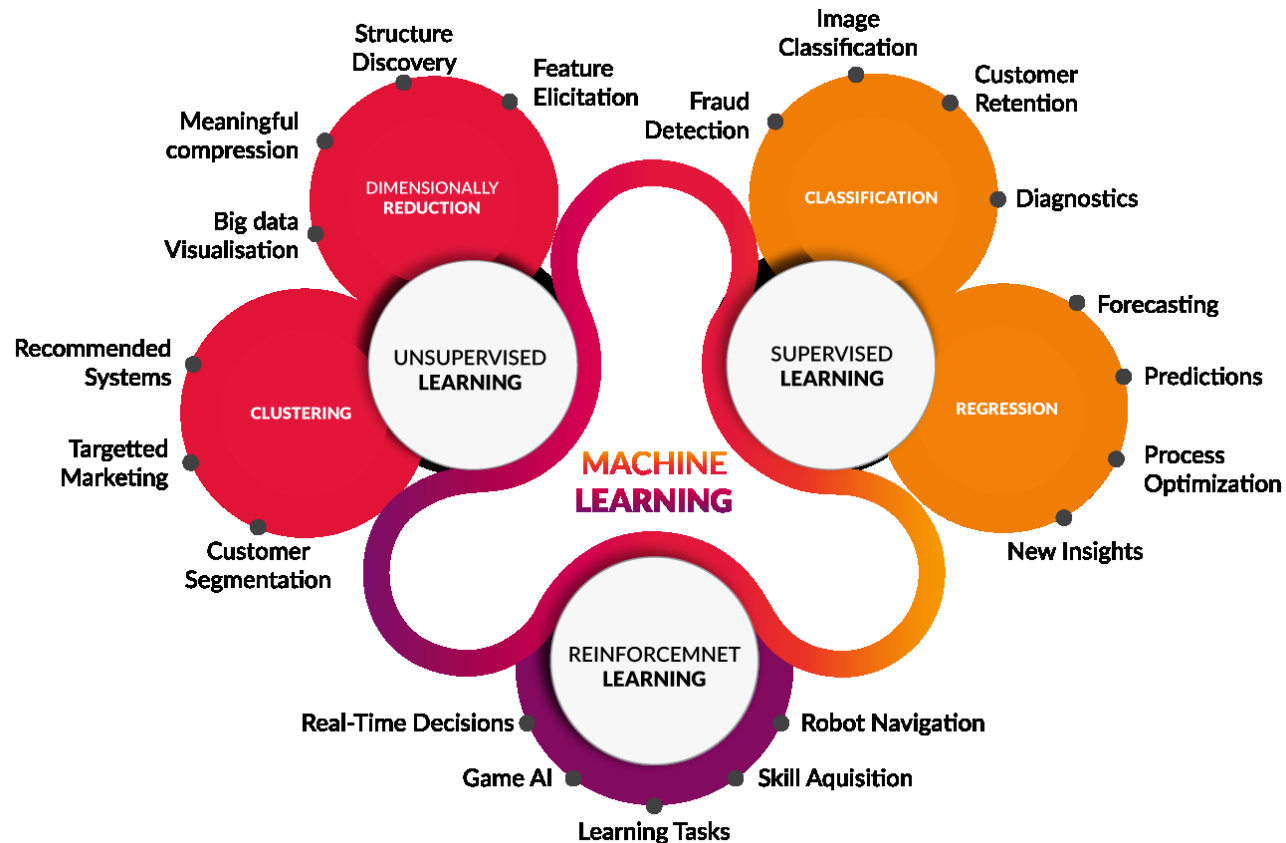 Structure
Discovery
Feature
Elicitation
Meaningful
compression
Big data
Visualisation
DIMENSIONALLY
REDUCTION
Recommended
Systems
Targetted
Marketing
Customer
Segmentation
CLUSTERING
UNSUPERVISED
LEARNING
Image
Classification
Customer
Retention
Fraud
Detection
Diagnostics
CLASSIFICATION
Forecasting
Predictions
Process
Optimization
New Insights
REGRESSION
SUPERVISED
LEARNING
MACHINE
LEARNING
REINFORCEMNET
LEARNING
Real-Time Decisions
Game AI
Learning Tasks
Skill Aquisition
Robot Navigation